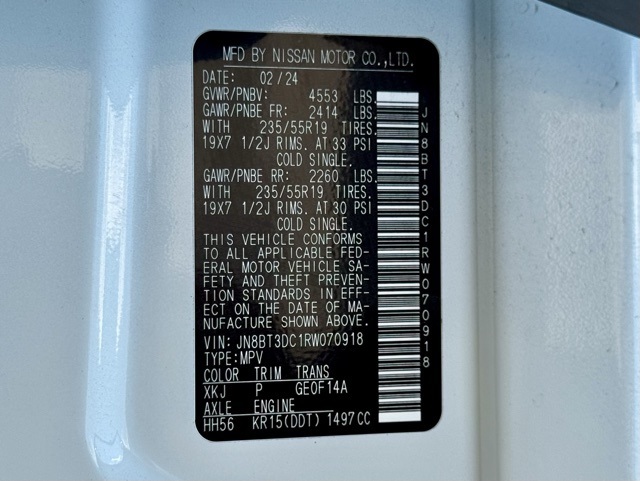 MFD BY NISSAN MOTOR CO.,LTD.
DATE: 02/24
GVWR/PNBV: 4553 LBS.
GAWR/PNBE FR: 2414 LBS.
WITH 235/55R19 TIRES.
19X7 1/2J RIMS. AT 33 PSI
COLD SINGLE.
GAWR/PNBE RR: 2260 LBS.
WITH 235/55R19 TIRES.
19X7 1/2J RIMS. AT 30 PSI
COLD SINGLE.
THIS VEHICLE CONFORMS
TO ALL APPLICABLE FED-
ERAL MOTOR VEHICLE SA-
FETY AND THEFT PREVEN-
TION STANDARDS IN EFF-
ECT ON THE DATE OF MA-
NUFACTURE SHOWN ABOVE.
VIN: JN8BT3DC1RW070918
TYPE:MPV
COLOR TRIM TRANS
XKJ P GE0F14A
AXLE ENGINE
HH56 KR15(DDT) 1497CC
JN8BT3DC1RW070918